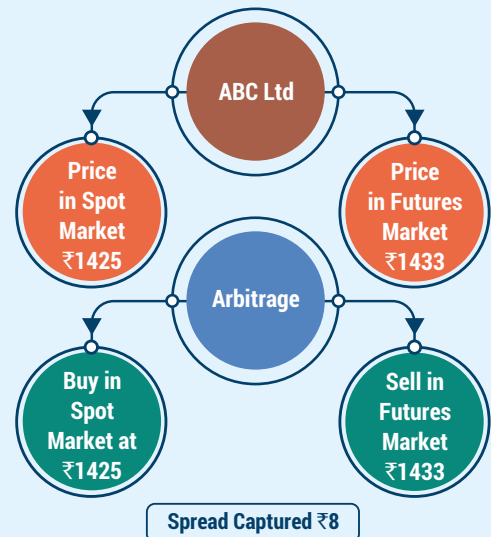 ABC Ltd
Price
in Spot
Market
₹1425
Price
in Futures
Market
₹1433
Arbitrage
Buy in
Spot
Market at
₹1425
Sell in
Futures
Market
₹1433
Spread Captured ₹8